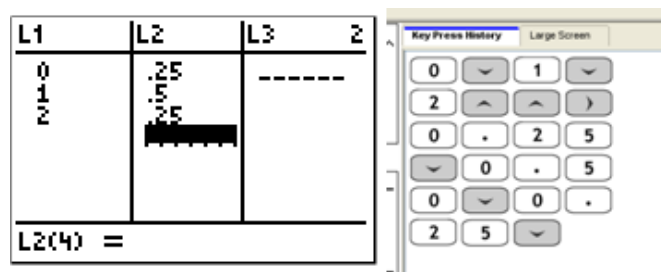 L1 L2 L3 2
0 .25 ------
1 .5
2 .25
L2(4) =
Key Press History Large Screen
0 1
2 )
0 . 2 5
0 . 5
0 0 .
2 5